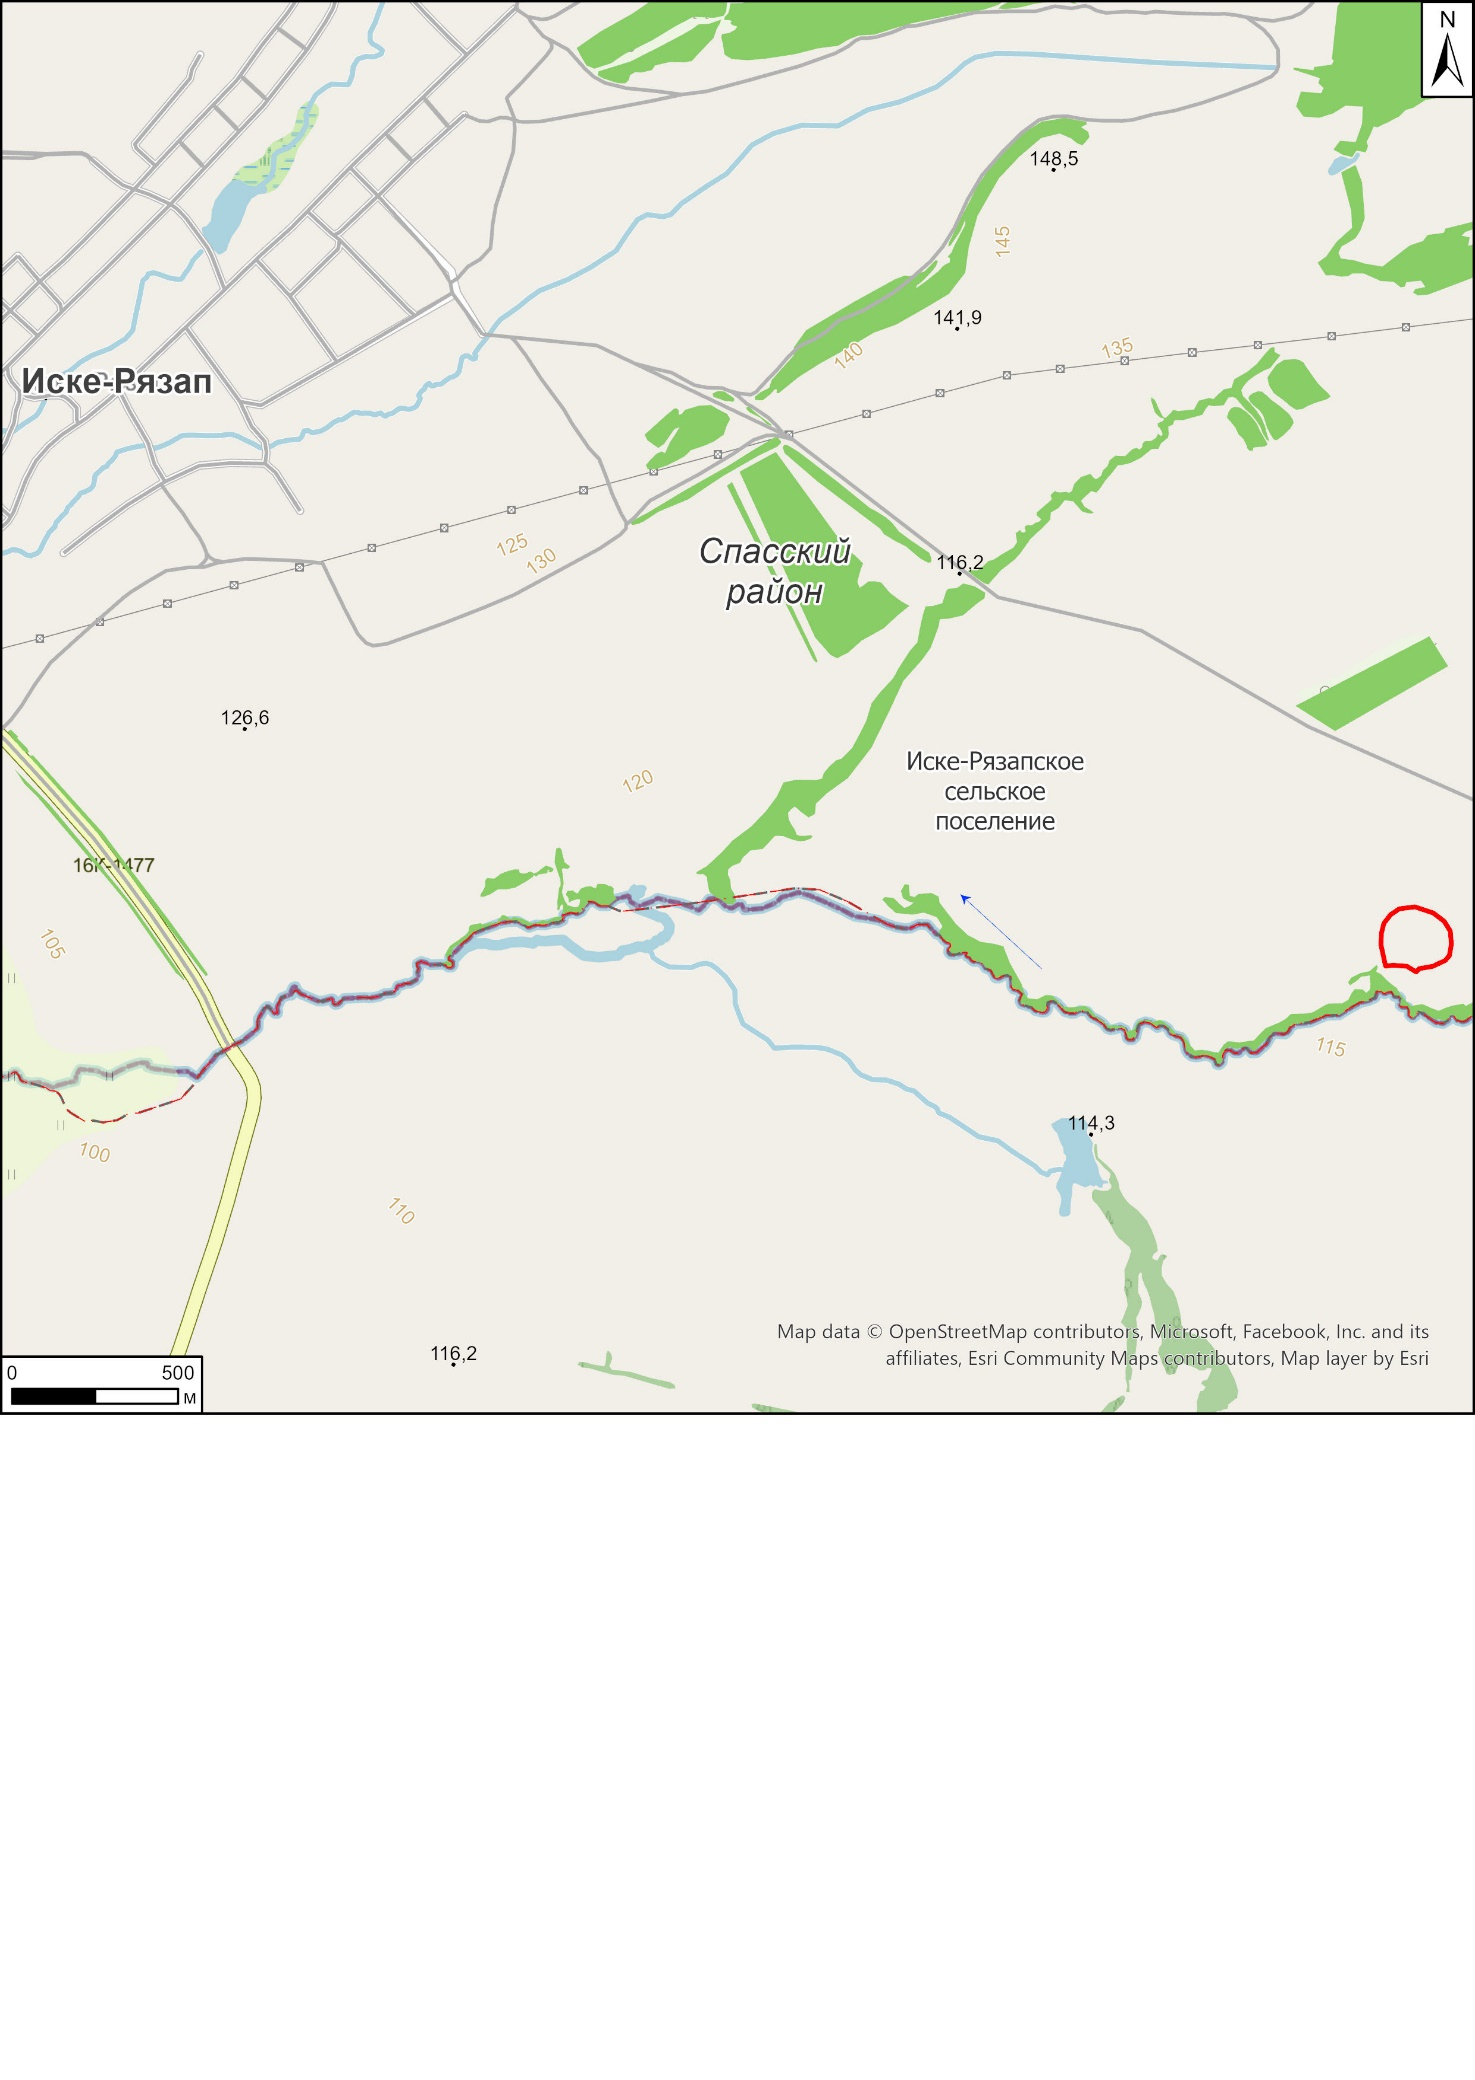 N
148,5
145
141,9
140
135
Иске-Рязап
125
130
Спасский
район
116,2
126,6
120
Иске-Рязапское
сельское
поселение
16К-1477
105
115
100
114,3
110
116,2
Map data © OpenStreetMap contributors, Microsoft, Facebook, Inc. and its
affiliates, Esri Community Maps contributors, Map layer by Esri
0 500
м